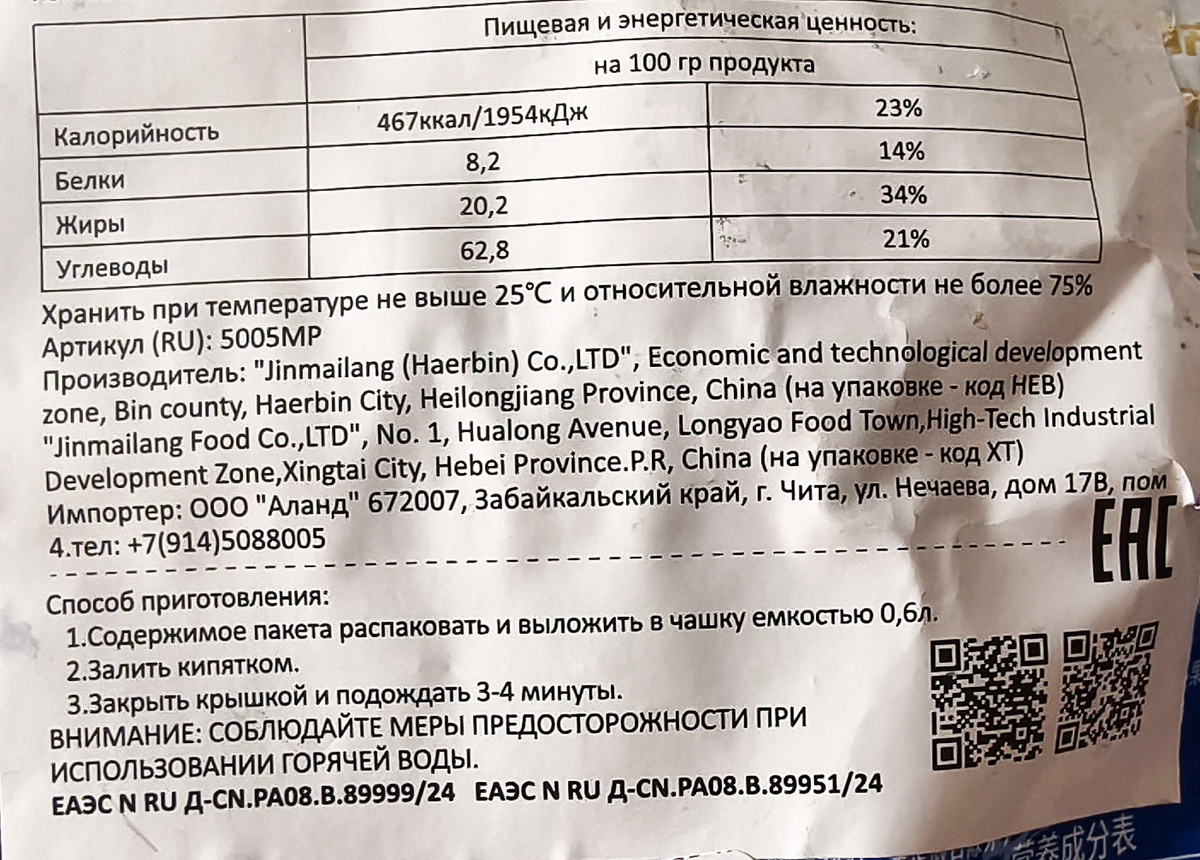 Пищевая и энергетическая ценность:
на 100 гр продукта
Калорийность 467ккал/1954кДж 23%
Белки 8,2 14%
Жиры 20,2 34%
Углеводы 62,8 21%
Хранить при температуре не выше 25°С и относительной влажности не более 75%
Артикул (RU): 5005MP
Производитель: "Jinmailang (Haerbin) Co.,LTD", Economic and technological development
zone, Bin county, Haerbin City, Heilongjiang Province, China (на упаковке - код HEB)
"Jinmailang Food Co.,LTD", No. 1, Hualong Avenue, Longyao Food Town,High-Tech Industrial
Development Zone,Xingtai City, Hebei Province.P.R, China (на упаковке - код XT)
Импортер: ООО "Аланд" 672007, Забайкальский край, г. Чита, ул. Нечаева, дом 17В, пом
4.тел: +7(914)5088005
EAC
Способ приготовления:
1.Содержимое пакета распаковать и выложить в чашку емкостью 0,6л.
2.Залить кипятком.
3.Закрыть крышкой и подождать 3-4 минуты.
ВНИМАНИЕ: СОБЛЮДАЙТЕ МЕРЫ ПРЕДОСТОРОЖНОСТИ ПРИ
ИСПОЛЬЗОВАНИИ ГОРЯЧЕЙ ВОДЫ.
ЕАЭС N RU Д-CN.РА08.В.89999/24 ЕАЭС N RU Д-CN.РА08.В.89951/24
营养成分表